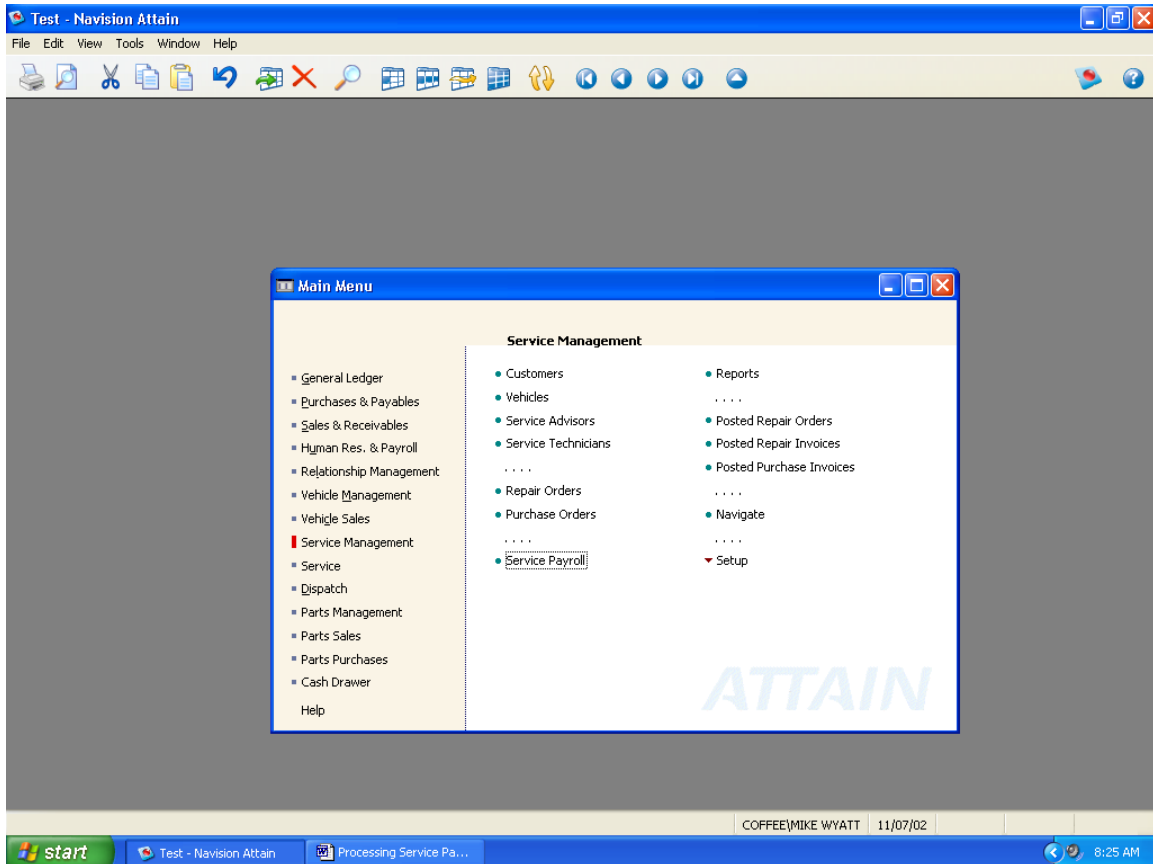 Test - Navision Attain
File Edit View Tools Window Help
Main Menu
Service Management
General Ledger
Purchases & Payables
Sales & Receivables
Human Res. & Payroll
Relationship Management
Vehicle Management
Vehicle Sales
Service Management
Service
Dispatch
Parts Management
Parts Sales
Parts Purchases
Cash Drawer
Help
Customers
Vehicles
Service Advisors
Service Technicians
. . . .
Repair Orders
Purchase Orders
. . . .
Service Payroll
Reports
. . . .
Posted Repair Orders
Posted Repair Invoices
Posted Purchase Invoices
. . . .
Navigate
. . . .
Setup
ATTAIN
COFFEE\MIKE WYATT 11/07/02
start Test - Navision Attain Processing Service Pa... 8:25 AM